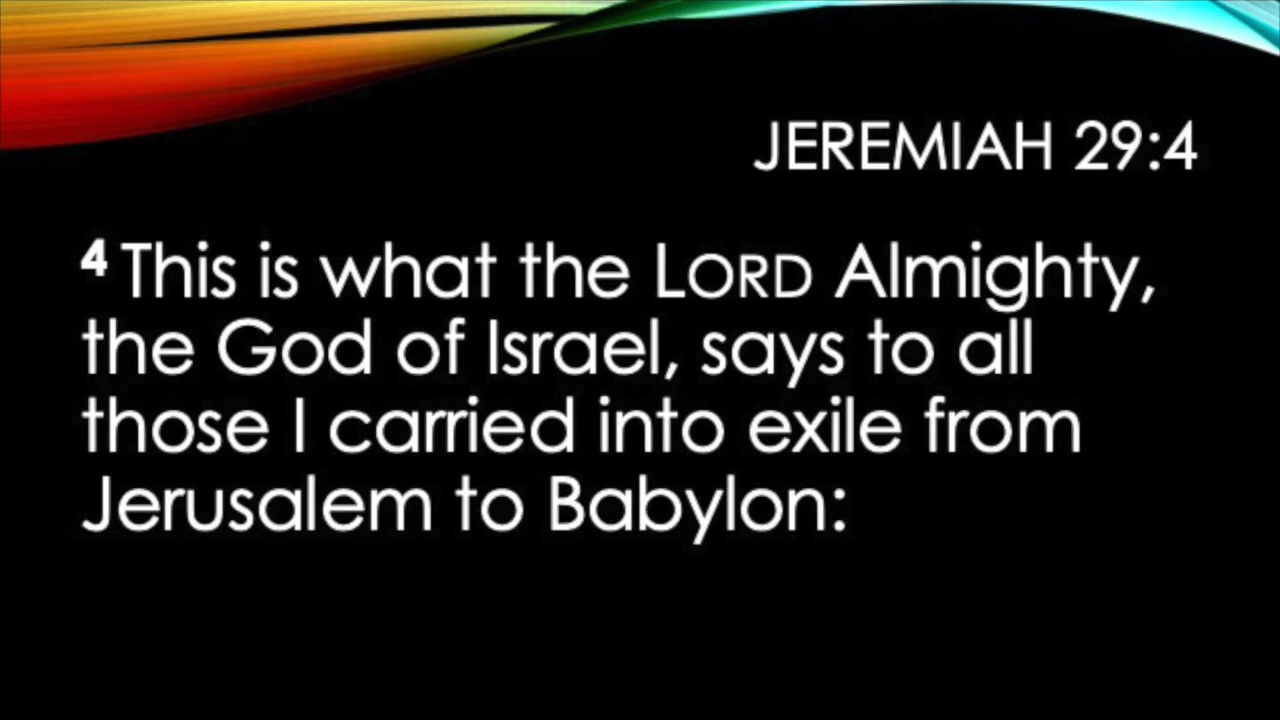 JEREMIAH 29:4
4 This is what the LORD Almighty,
the God of Israel, says to all
those I carried into exile from
Jerusalem to Babylon: